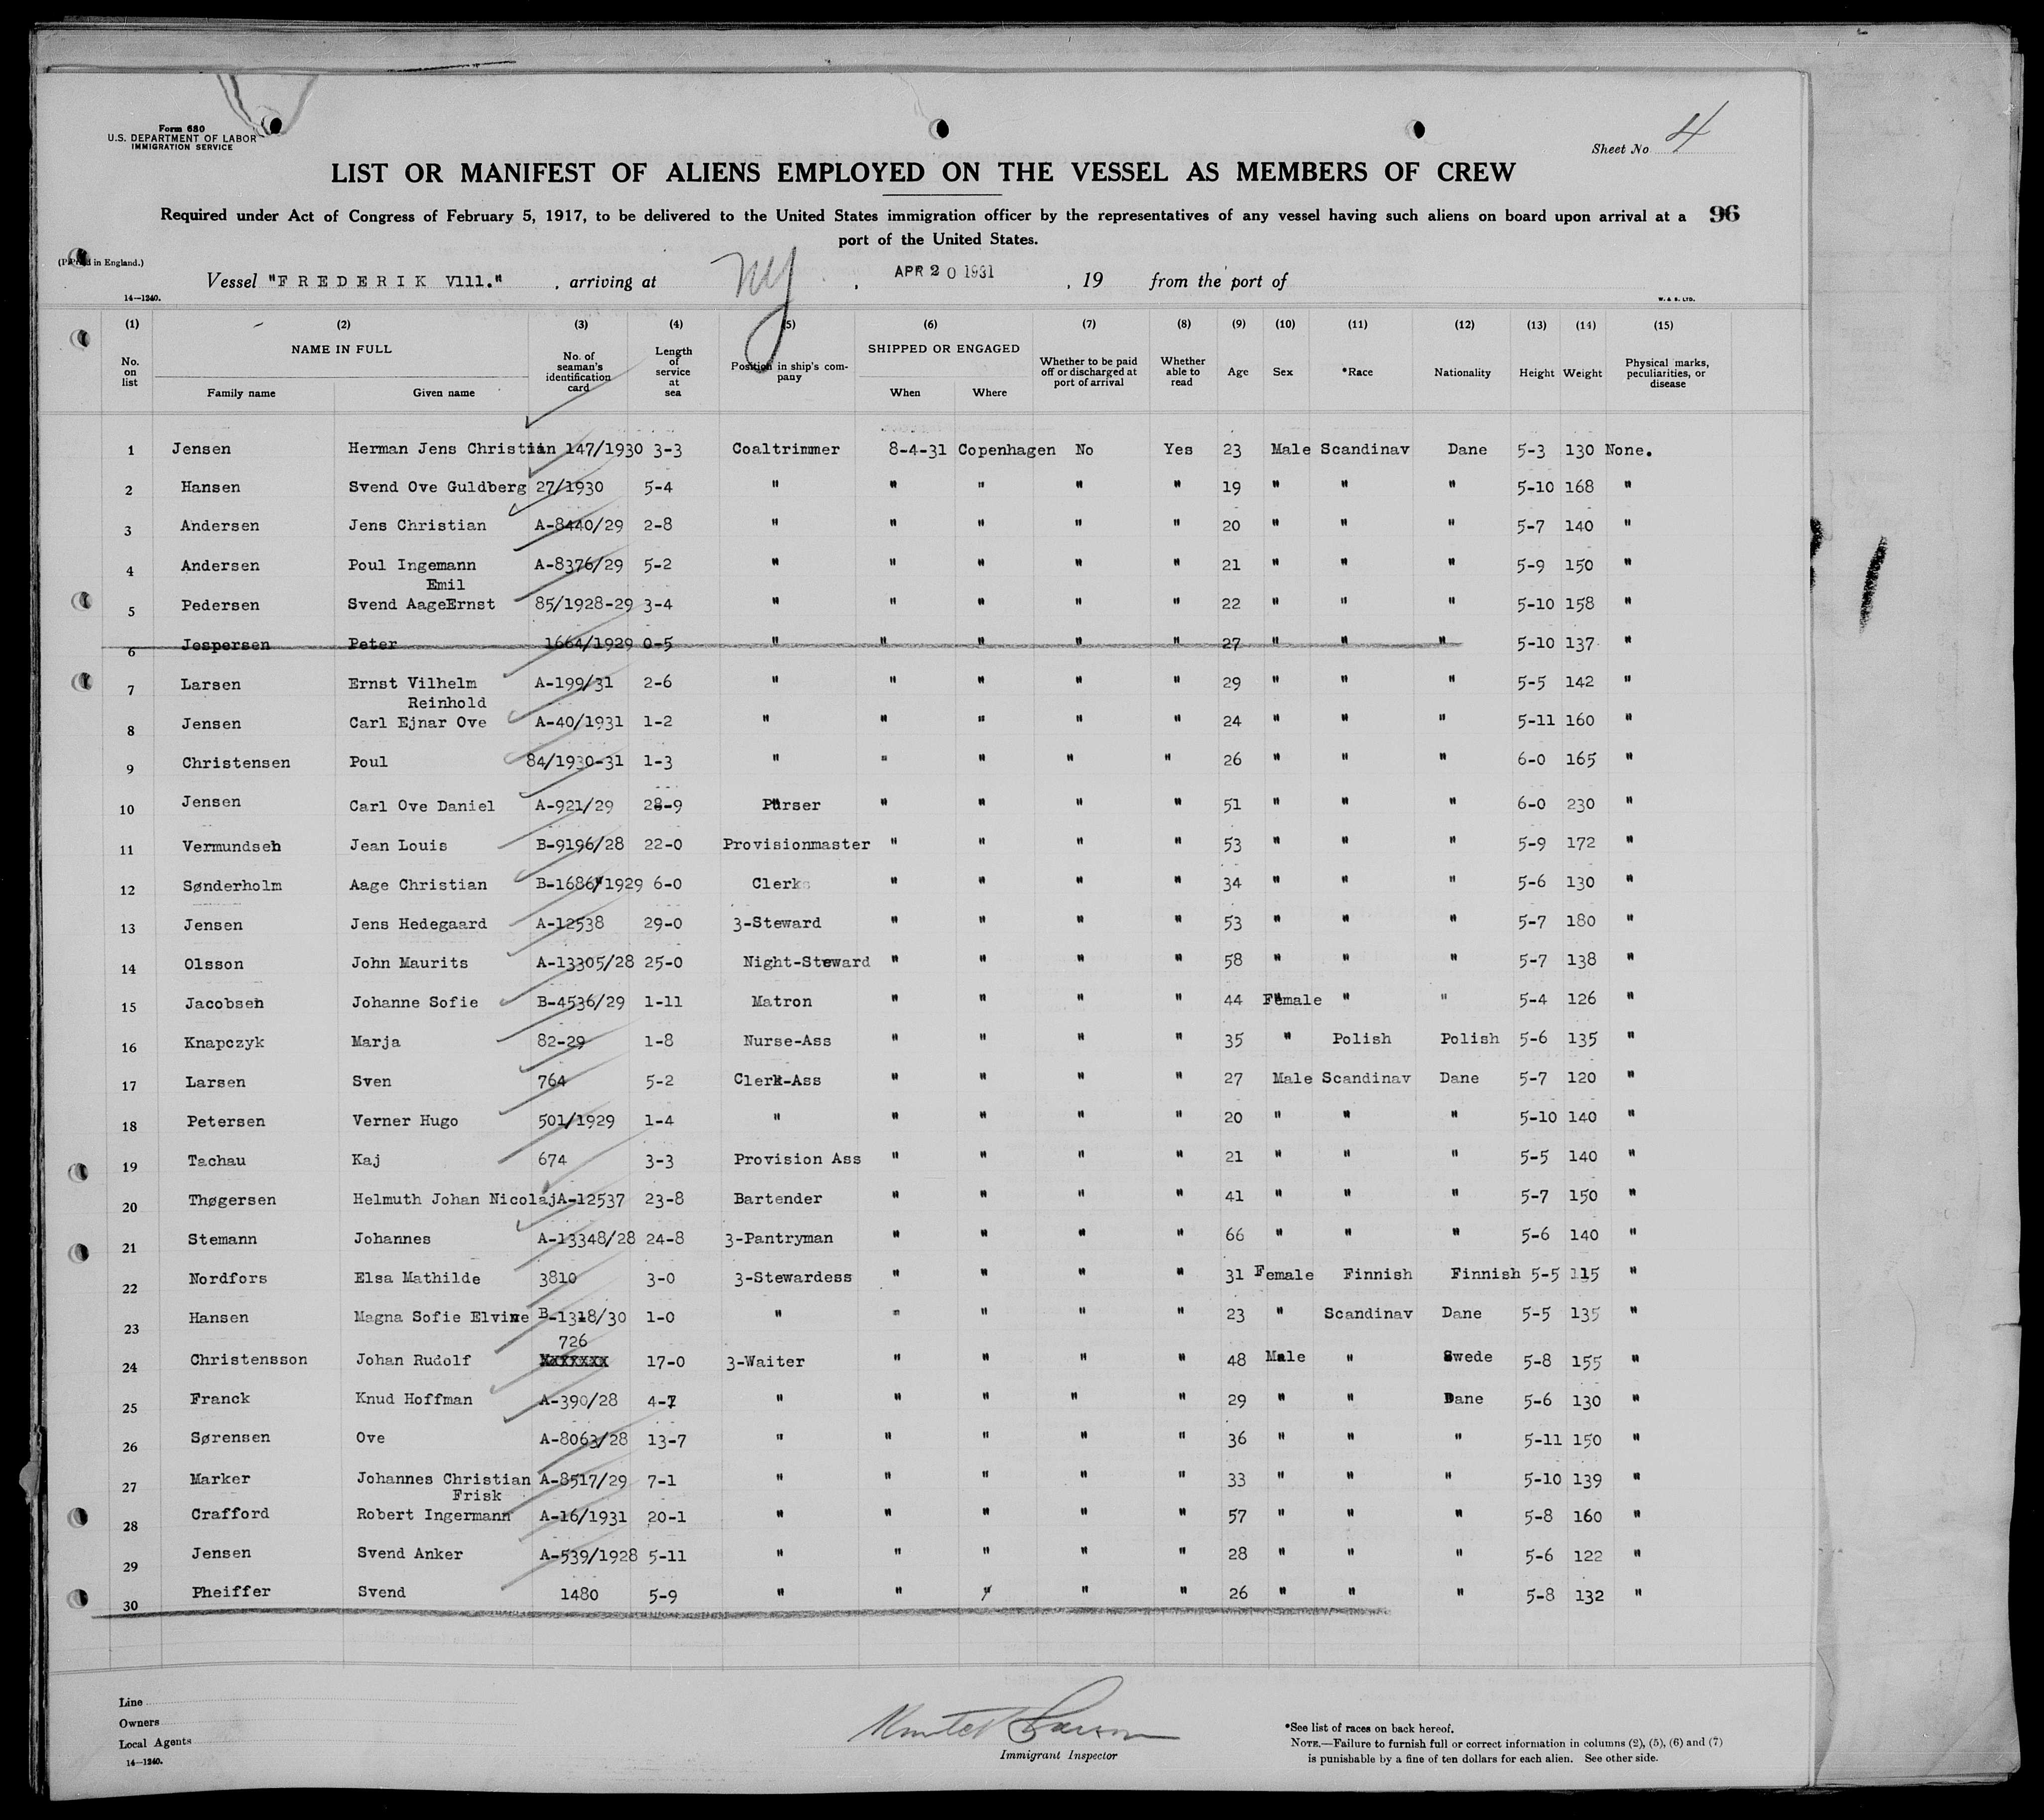 Form 680
U.S. DEPARTMENT OF LABOR
IMMIGRATION SERVICE
Sheet No 4
LIST OR MANIFEST OF ALIENS EMPLOYED ON THE VESSEL AS MEMBERS OF CREW
Required under Act of Congress of February 5, 1917, to be delivered to the United States immigration officer by the representatives of any vessel having such aliens on board upon arrival at a 96
port of the United States.
(Printed in England.)
Vessel "FREDERIK V111." , arriving at NY , APR 20 1931 , 19 from the port of
14—1240. W. & S. LTD.
(1) (2) (3) (4) (5) (6) (7) (8) (9) (10) (11) (12) (13) (14) (15)
No. on list NAME IN FULL Family name Given name No. of seaman's identification card Length of service at sea Position in ship's company SHIPPED OR ENGAGED When Where Whether to be paid off or discharged at port of arrival Whether able to read Age Sex *Race Nationality Height Weight Physical marks, peculiarities, or disease
1 Jensen Herman Jens Christian 147/1930 3-3 Coaltrimmer 8-4-31 Copenhagen No Yes 23 Male Scandinav Dane 5-3 130 None.
2 Hansen Svend Ove Guldberg 27/1930 5-4 " " " " " 19 " " " 5-10 168 "
3 Andersen Jens Christian A-8440/29 2-8 " " " " " 20 " " " 5-7 140 "
4 Andersen Poul Ingemann A-8376/29 5-2 " " " " " 21 " " " 5-9 150 "
Emil
5 Pedersen Svend AageErnst 85/1928-29 3-4 " " " " " 22 " " " 5-10 158 "
6 Jespersen Peter 1664/1929 0-5 " " " " " 27 " " " 5-10 137 "
7 Larsen Ernst Vilhelm A-199/31 2-6 " " " " " 29 " " " 5-5 142 "
Reinhold
8 Jensen Carl Ejnar Ove A-40/1931 1-2 " " " " " 24 " " " 5-11 160 "
9 Christensen Poul 84/1930-31 1-3 " " " " " 26 " " " 6-0 165 "
10 Jensen Carl Ove Daniel A-921/29 28-9 Purser " " " " 51 " " " 6-0 230 "
11 Vermundsen Jean Louis B-9196/28 22-0 Provisionmaster " " " " 53 " " " 5-9 172 "
12 Sønderholm Aage Christian B-1686/1929 6-0 Clerk " " " " 34 " " " 5-6 130 "
13 Jensen Jens Hedegaard A-12538 29-0 3-Steward " " " " 53 " " " 5-7 180 "
14 Olsson John Maurits A-13305/28 25-0 Night-Steward " " " " 58 " " " 5-7 138 "
15 Jacobsen Johanne Sofie B-4536/29 1-11 Matron " " " " 44 Female " " 5-4 126 "
16 Knapczyk Marja 82-29 1-8 Nurse-Ass " " " " 35 " Polish Polish 5-6 135 "
17 Larsen Sven 764 5-2 Clerk-Ass " " " " 27 Male Scandinav Dane 5-7 120 "
18 Petersen Verner Hugo 501/1929 1-4 " " " " " 20 " " " 5-10 140 "
19 Tachau Kaj 674 3-3 Provision Ass " " " " 21 " " " 5-5 140 "
20 Thøgersen Helmuth Johan Nicolaj A-12537 23-8 Bartender " " " " 41 " " " 5-7 150 "
21 Stemann Johannes A-13348/28 24-8 3-Pantryman " " " " 66 " " " 5-6 140 "
22 Nordfors Elsa Mathilde 3810 3-0 3-Stewardess " " " " 31 Female Finnish Finnish 5-5 115 "
23 Hansen Magna Sofie Elvine B-1318/30 1-0 " " " " " 23 " Scandinav Dane 5-5 135 "
726
24 Christensson Johan Rudolf XXXXXXX 17-0 3-Waiter " " " " 48 Male " Swede 5-8 155 "
25 Franck Knud Hoffman A-390/28 4-7 " " " " " 29 " " Dane 5-6 130 "
26 Sørensen Ove A-8063/28 13-7 " " " " " 36 " " " 5-11 150 "
27 Marker Johannes Christian A-8517/29 7-1 " " " " " 33 " " " 5-10 139 "
Frisk
28 Crafford Robert Ingermann A-16/1931 20-1 " " " " " 57 " " " 5-8 160 "
29 Jensen Svend Anker A-539/1928 5-11 " " " " " 28 " " " 5-6 122 "
30 Pheiffer Svend 1480 5-9 " " " " " 26 " " " 5-8 132 "
Line
Owners
Local Agents
14—1240.
Immigrant Inspector
*See list of races on back hereof.
NOTE.—Failure to furnish full or correct information in columns (2), (5), (6) and (7)
is punishable by a fine of ten dollars for each alien. See other side.